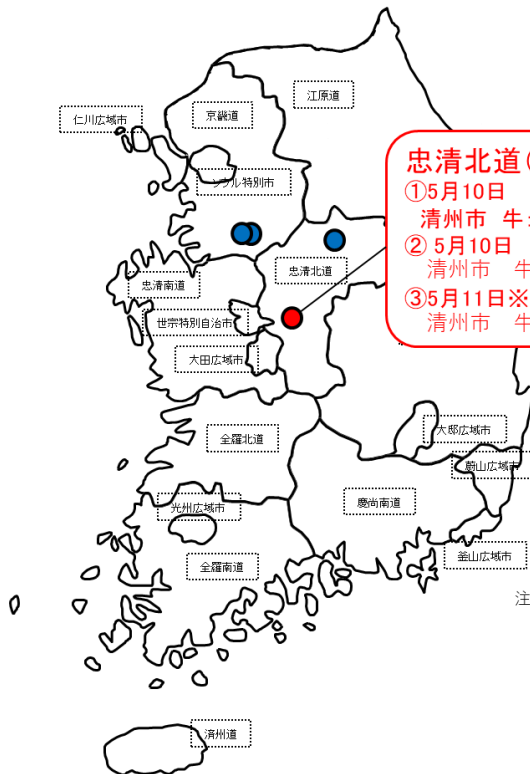 江原道
京畿道
仁川広域市
ソウル特別市
忠清北道(
①5月10日
清州市 牛
② 5月10日
清州市 牛
③5月11日※
清州市 牛
忠清北道
忠清南道
世宗特別自治市
大田広域市
全羅北道
大邸広域市
蔚山広域市
光州広域市
慶尚南道
全羅南道
釜山広域市
注
済州道